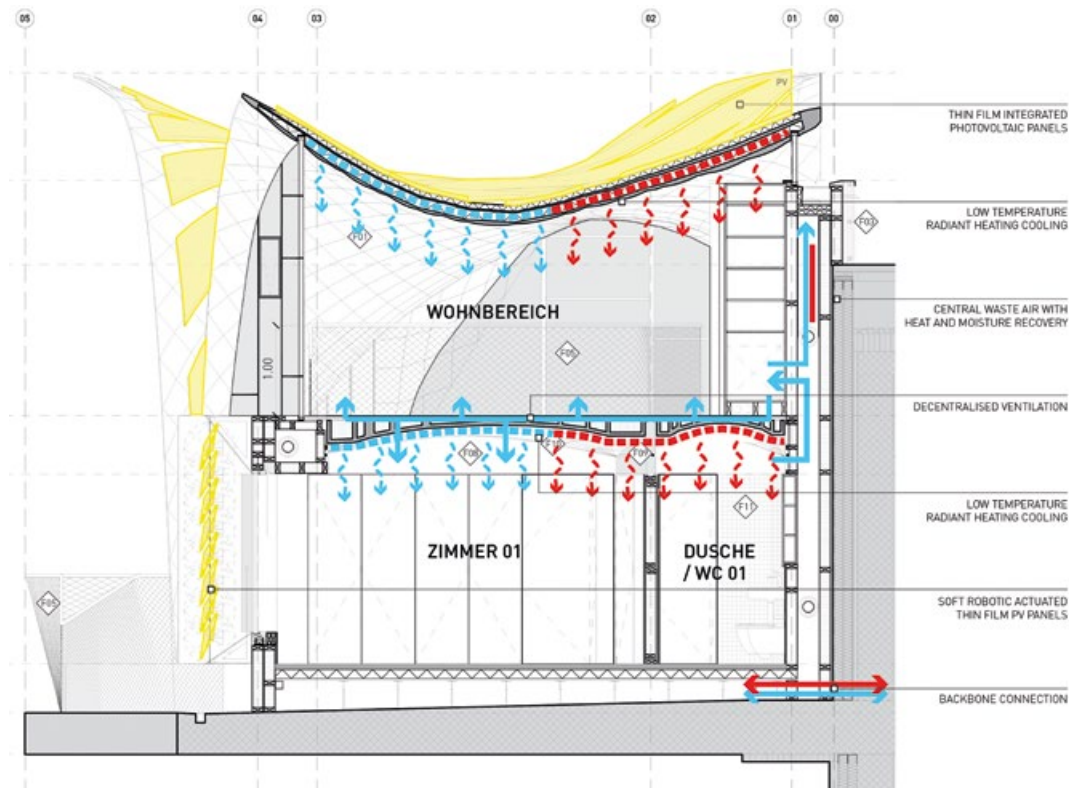 05
04
03
02
01
00
PV
THIN FILM INTEGRATED
PHOTOVOLTAIC PANELS
LOW TEMPERATURE
RADIANT HEATING COOLING
F01
F03
WOHNBEREICH
CENTRAL WASTE AIR WITH
HEAT AND MOISTURE RECOVERY
F05
1.00
DECENTRALISED VENTILATION
F08
F10
F09
LOW TEMPERATURE
RADIANT HEATING COOLING
F11
ZIMMER 01
DUSCHE
/ WC 01
F05
SOFT ROBOTIC ACTUATED
THIN FILM PV PANELS
BACKBONE CONNECTION